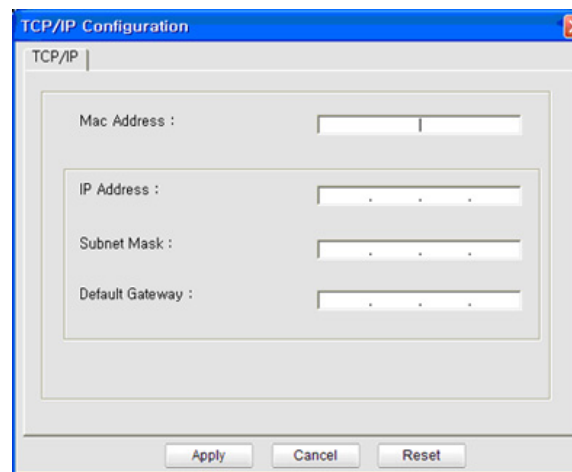 TCP/IP Configuration
TCP/IP
Mac Address :
IP Address :
. . .
Subnet Mask :
. . .
Default Gateway :
. . .
Apply Cancel Reset